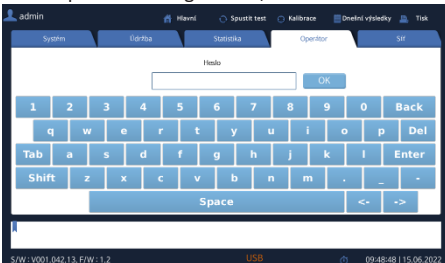 admin Hlavní Spustit test Kalibrace Dnešní výsledky Tisk
Systém Údržba Statistika Operátor Síť
Heslo
OK
1 2 3 4 5 6 7 8 9 0 Back
q w e r t y u i o p Del
Tab a s d f g h j k l Enter
Shift z x c v b n m . _ -
Space <- ->
S/W : V001.042.13, F/W : 1.2 USB 09:48:48 | 15.06.2022